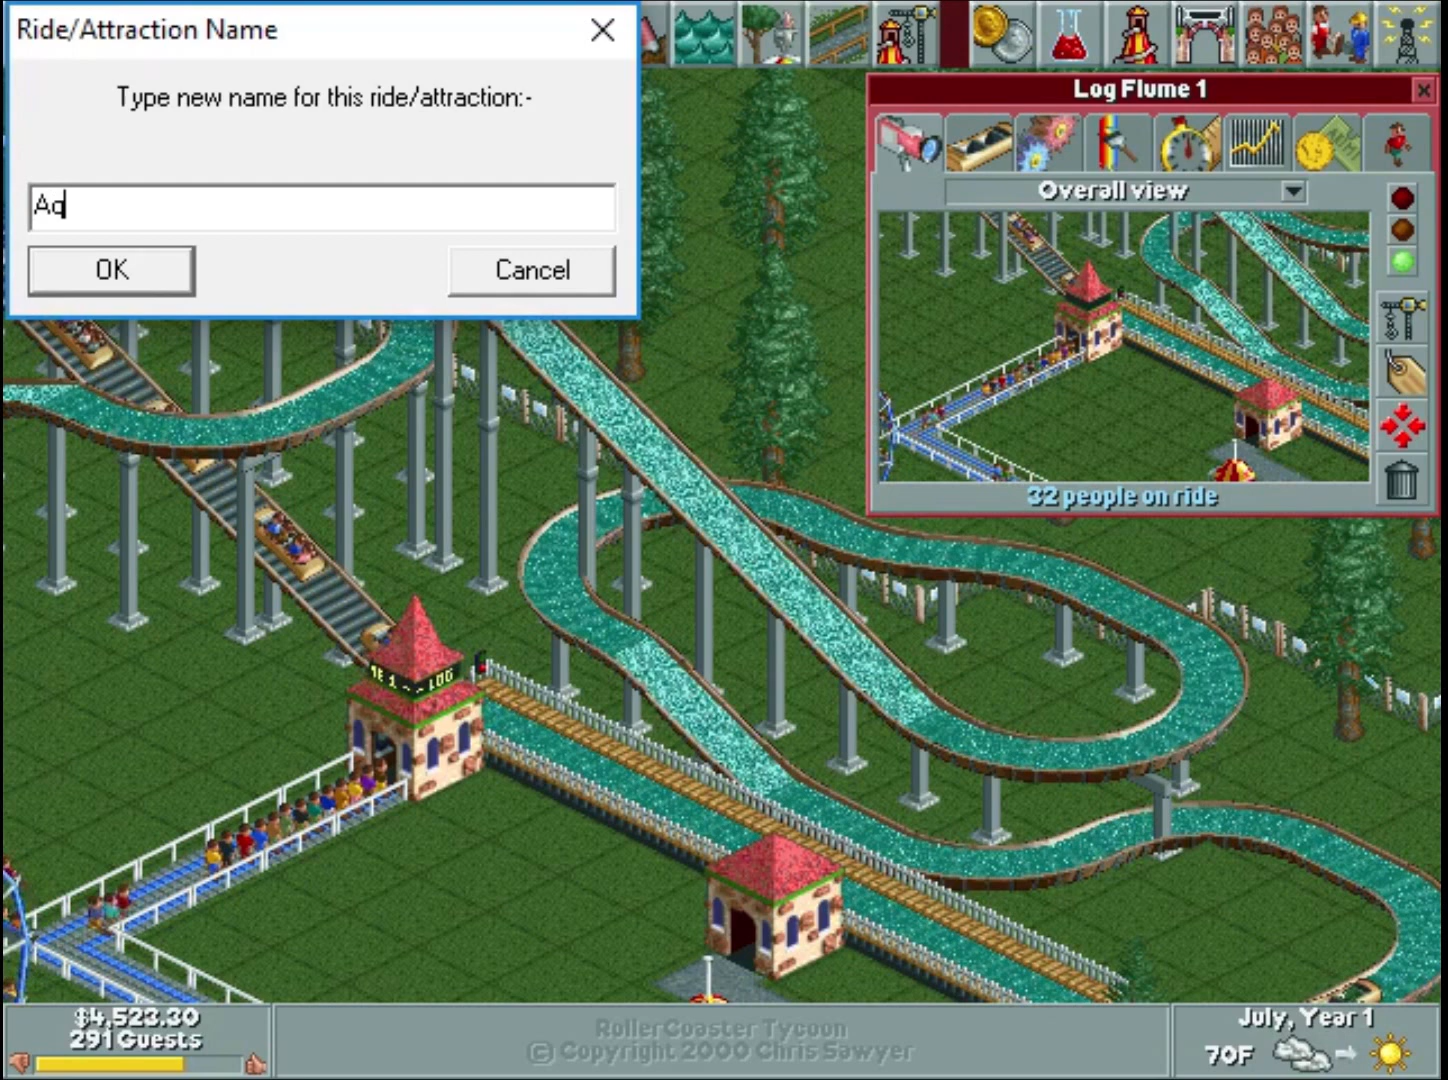 Ride/Attraction Name
Type new name for this ride/attraction:-
Aq
OK
Cancel
Log Flume 1
Overall view
32 people on ride
$4,523.30
291 Guests
RollerCoaster Tycoon
© Copyright 2000 Chris Sawyer
July, Year 1
70F